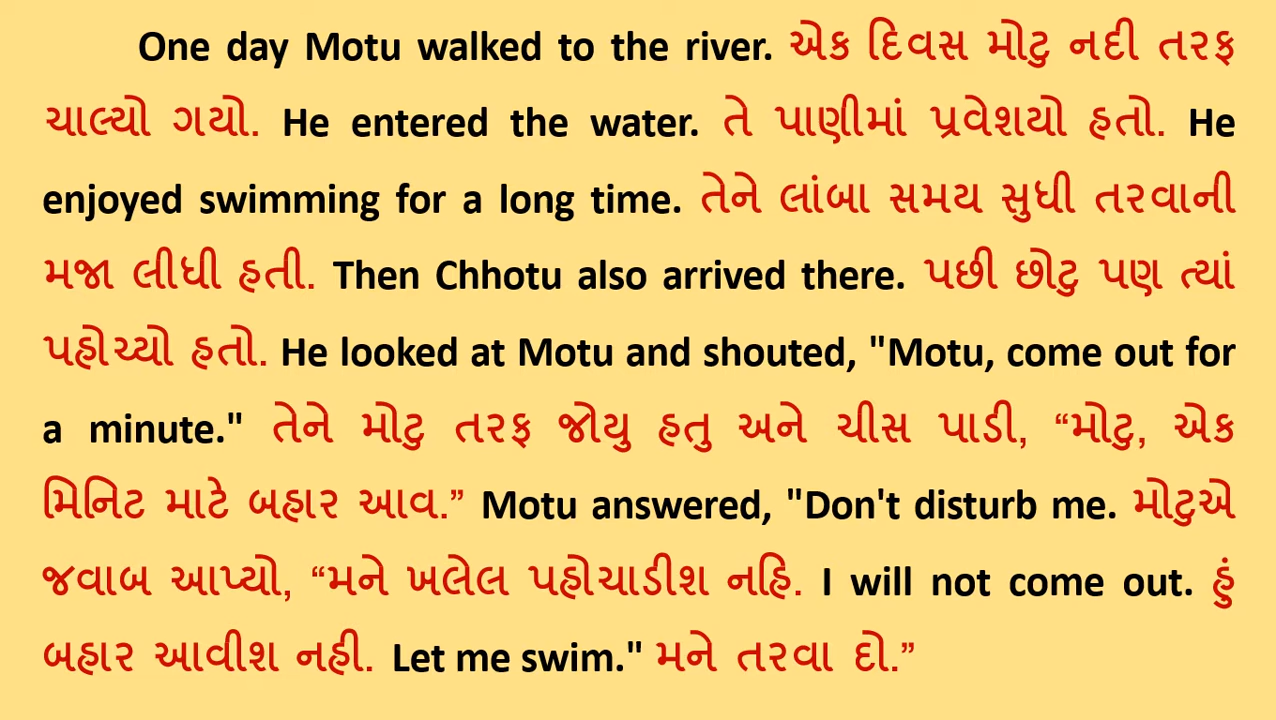 One day Motu walked to the river. એક દિવસ મોટુ નદી તરફ
ચાલ્યો ગયો. He entered the water. તે પાણીમાં પ્રવેશયો હતો. He
enjoyed swimming for a long time. તેને લાંબા સમય સુધી તરવાની
મજા લીધી હતી. Then Chhotu also arrived there. પછી છોટુ પણ ત્યાં
પહોચ્યો હતો. He looked at Motu and shouted, "Motu, come out for
a minute." તેને મોટુ તરફ જોયુ હતુ અને ચીસ પાડી, “મોટુ, એક
મિનિટ માટે બહાર આવ.” Motu answered, "Don't disturb me. મોટુએ
જવાબ આપ્યો, “મને ખલેલ પહોચાડીશ નહિ. I will not come out. હું
બહાર આવીશ નહી. Let me swim." મને તરવા દો.”